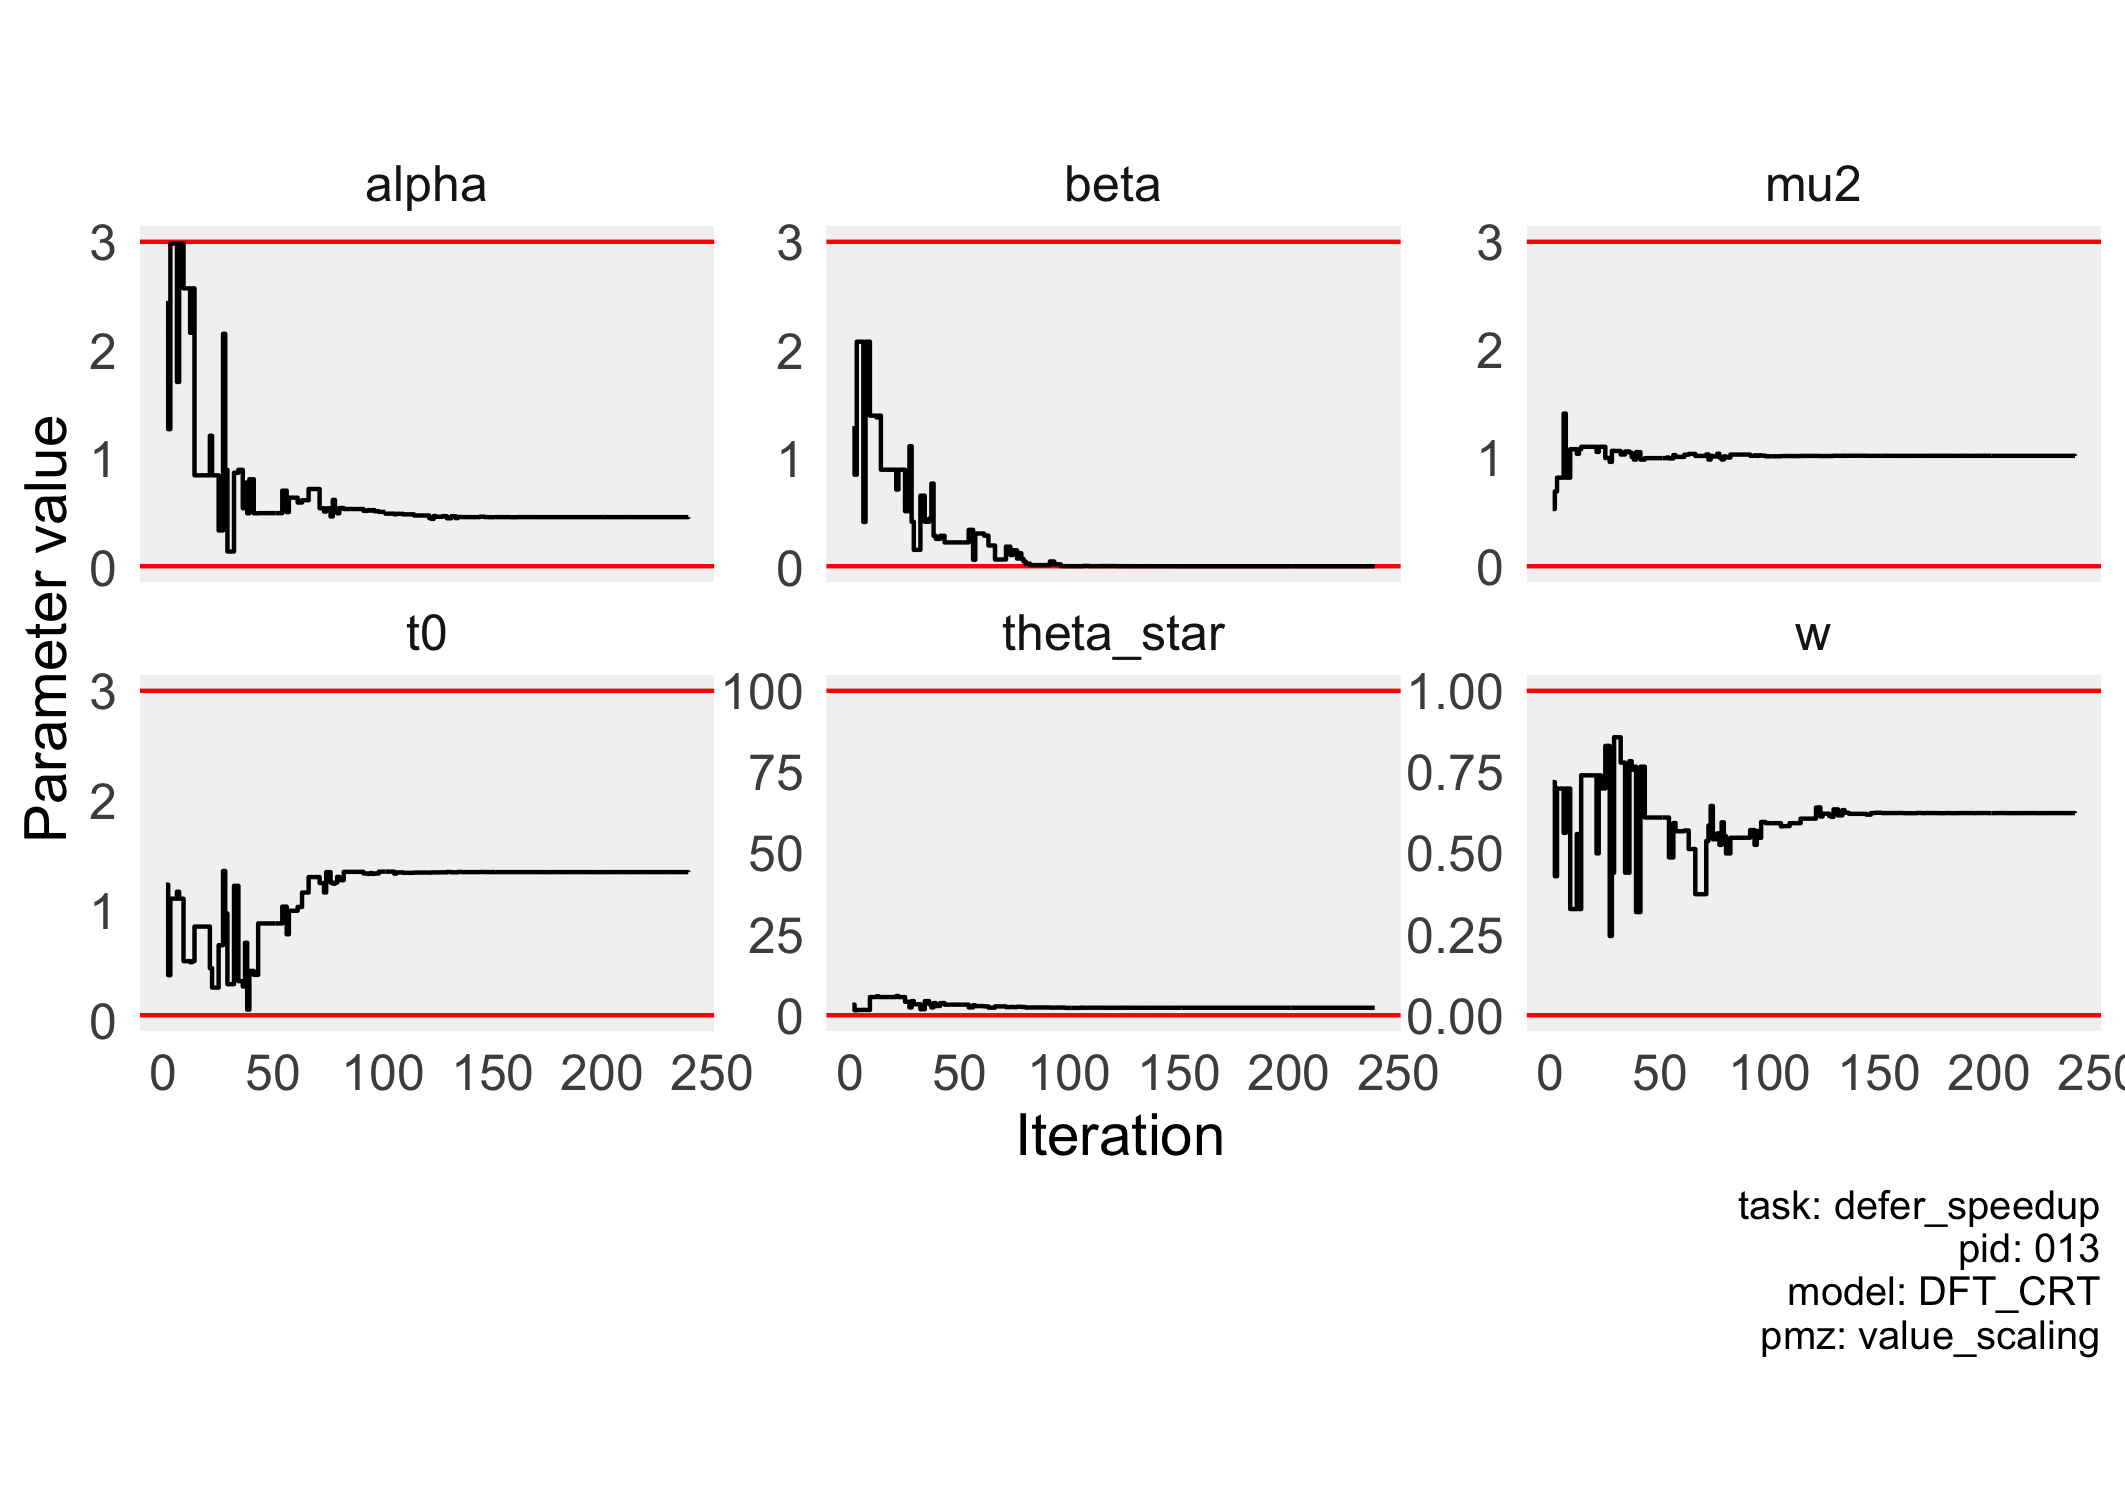 alpha beta mu2
3 3 3
2 2 2
1 1 1
0 0 0
t0 theta_star w
3 100 1.00
2 75 0.75
50 0.50
1 25 0.25
0 0 0.00
0 50 100 150 200 250 0 50 100 150 200 250 0 50 100 150 200 250
Parameter value
Iteration
task: defer_speedup
pid: 013
model: DFT_CRT
pmz: value_scaling